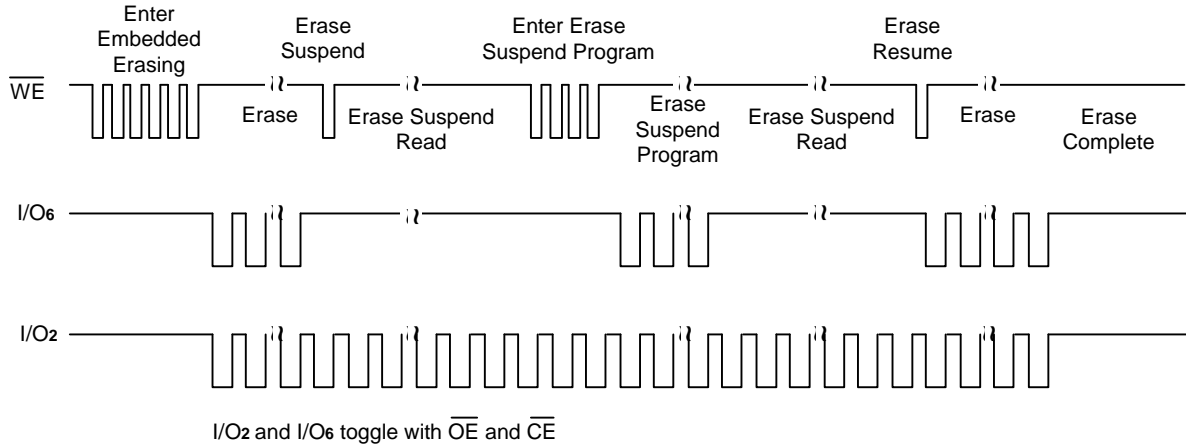 Enter
Embedded
Erasing
Erase
Suspend
Enter Erase
Suspend Program
Erase
Resume
WE
Erase
Erase Suspend
Read
Erase
Suspend
Program
Erase Suspend
Read
Erase
Erase
Complete
I/O6
I/O2
I/O2 and I/O6 toggle with OE and CE